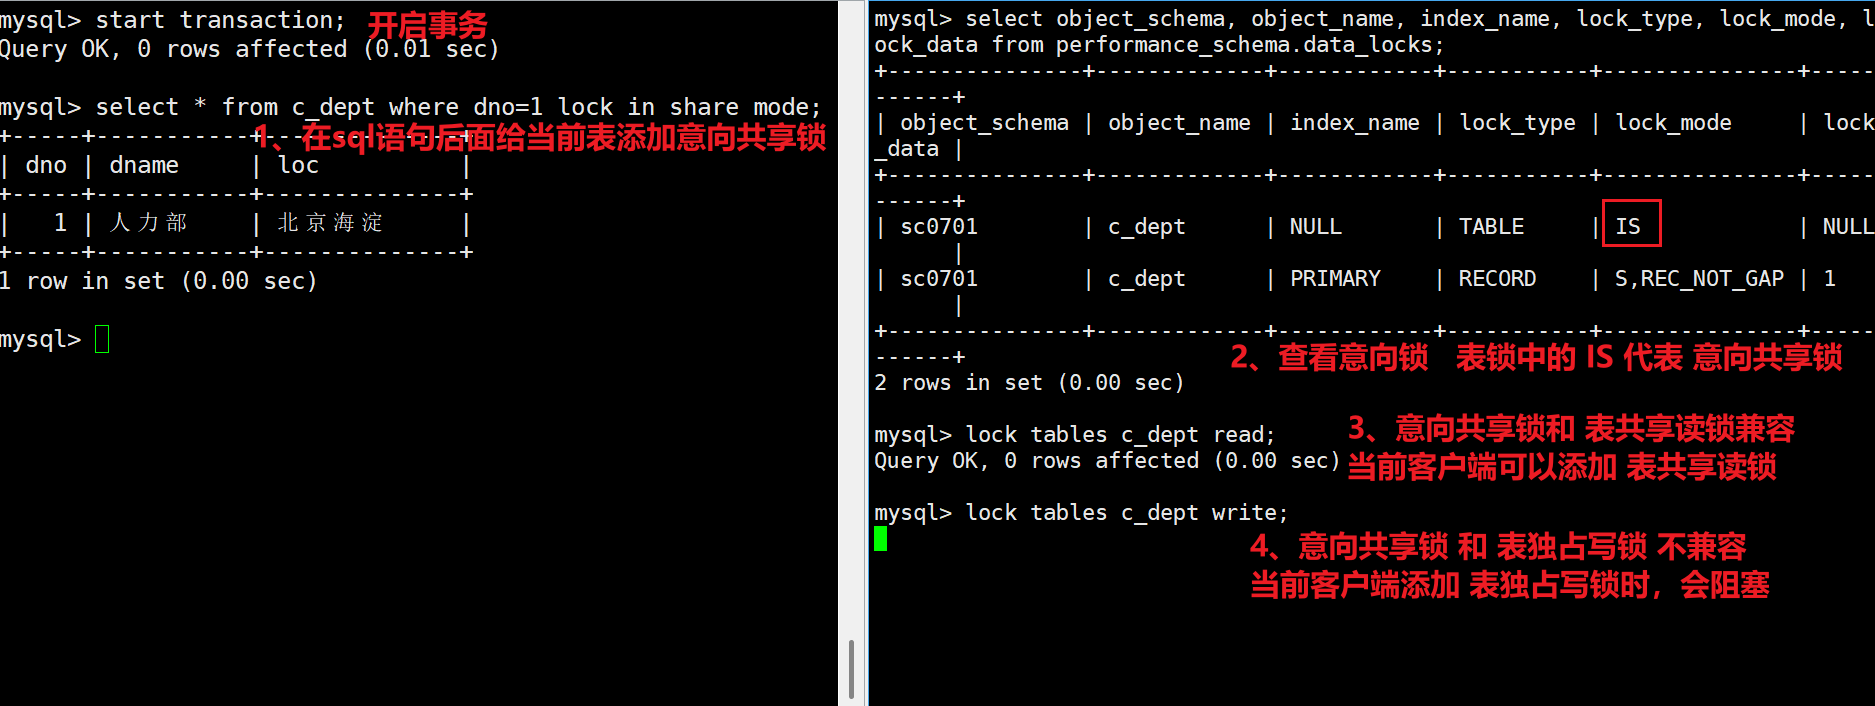 mysql> start transaction; 开启事务
Query OK, 0 rows affected (0.01 sec)
mysql> select * from c_dept where dno=1 lock in share mode;
1、在sql语句后面给当前表添加意向共享锁
+-----+-----------+--------------+
| dno | dname     | loc          |
+-----+-----------+--------------+
|   1 | 人力部     | 北京海淀      |
+-----+-----------+--------------+
1 row in set (0.00 sec)
mysql>
mysql> select object_schema, object_name, index_name, lock_type, lock_mode, l
ock_data from performance_schema.data_locks;
+---------------+-------------+------------+-----------+---------------+-----
------+
| object_schema | object_name | index_name | lock_type | lock_mode     | lock
_data |
+---------------+-------------+------------+-----------+---------------+-----
------+
| sc0701        | c_dept      | NULL       | TABLE     | IS            | NULL
      |
| sc0701        | c_dept      | PRIMARY    | RECORD    | S,REC_NOT_GAP | 1
      |
+---------------+-------------+------------+-----------+---------------+-----
------+
2、查看意向锁 表锁中的 IS 代表 意向共享锁
2 rows in set (0.00 sec)
mysql> lock tables c_dept read;
Query OK, 0 rows affected (0.00 sec)
3、意向共享锁和 表共享读锁兼容
当前客户端可以添加 表共享读锁
mysql> lock tables c_dept write;
4、意向共享锁 和 表独占写锁 不兼容
当前客户端添加 表独占写锁时，会阻塞